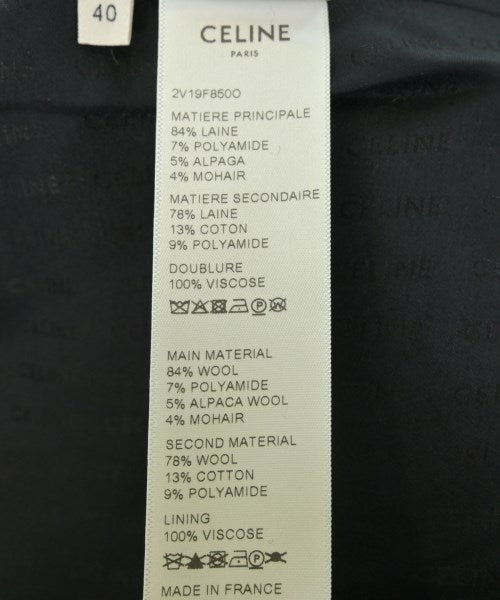 40
CELINE
PARIS
2V19F850O
MATIERE PRINCIPALE
84% LAINE
7% POLYAMIDE
5% ALPAGA
4% MOHAIR
MATIERE SECONDAIRE
78% LAINE
13% COTON
9% POLYAMIDE
DOUBLURE
100% VISCOSE
MAIN MATERIAL
84% WOOL
7% POLYAMIDE
5% ALPACA WOOL
4% MOHAIR
SECOND MATERIAL
78% WOOL
13% COTTON
9% POLYAMIDE
LINING
100% VISCOSE
MADE IN FRANCE
CELINE
CELINE